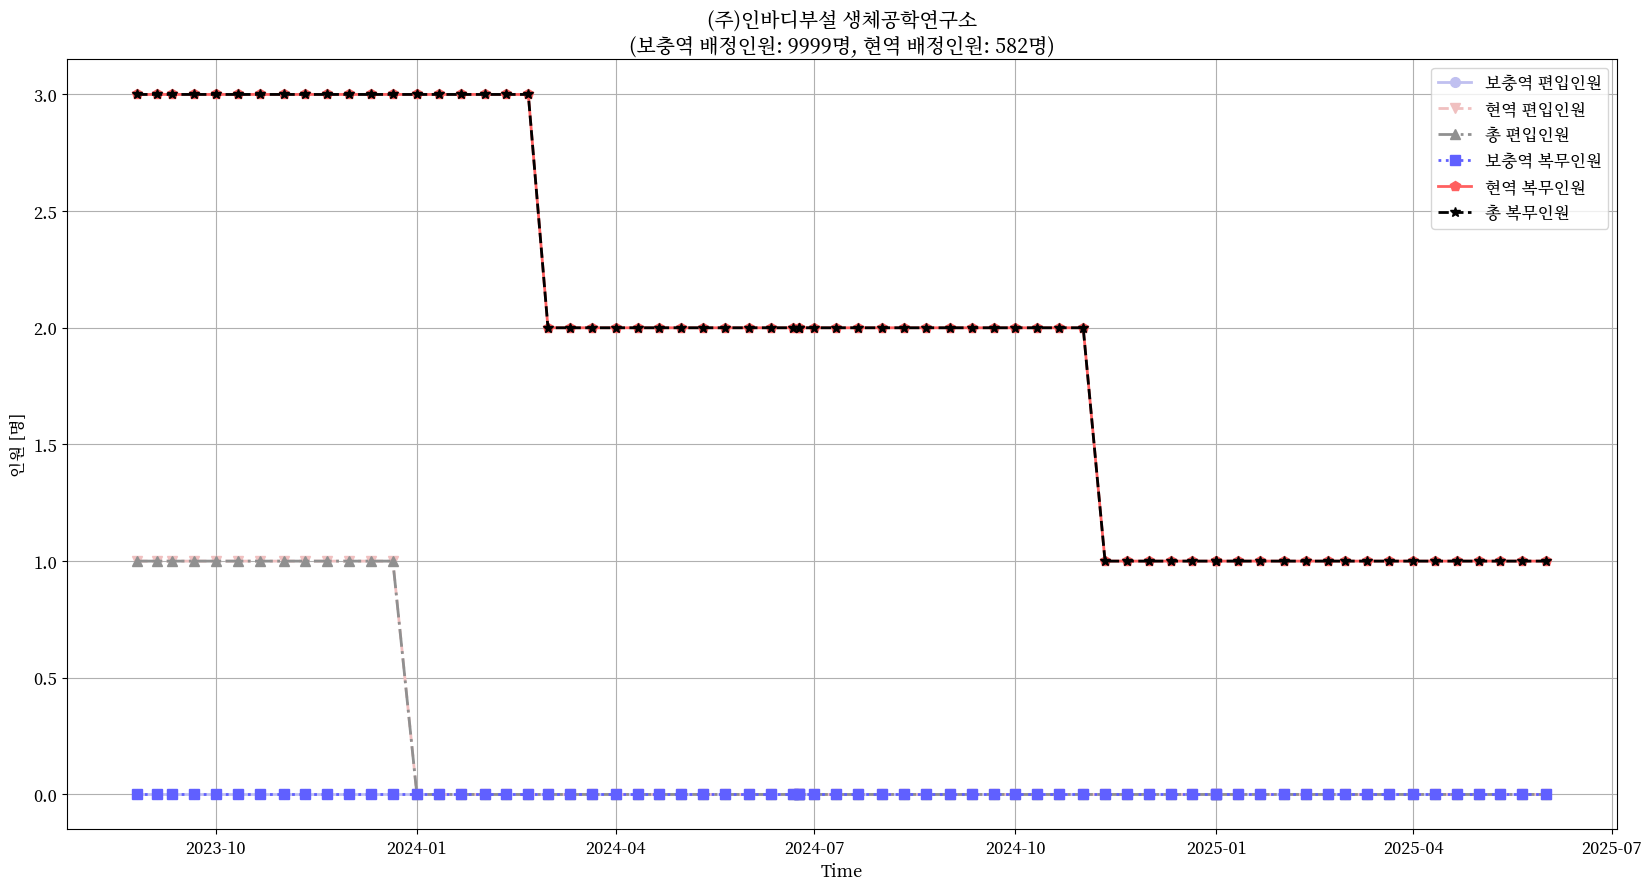 (주)인바디부설 생체공학연구소
(보충역 배정인원: 9999명, 현역 배정인원: 582명)
보충역 편입인원
현역 편입인원
총 편입인원
보충역 복무인원
현역 복무인원
총 복무인원
인원 [명]
3.0
2.5
2.0
1.5
1.0
0.5
0.0
2023-10
2024-01
2024-04
2024-07
2024-10
2025-01
2025-04
2025-07
Time